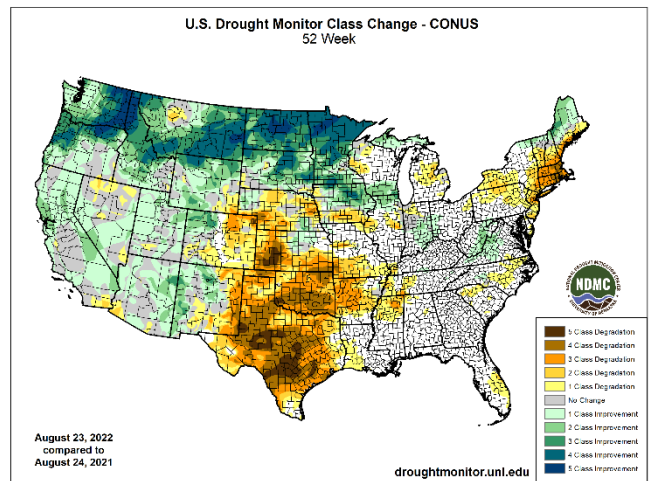 U.S. Drought Monitor Class Change - CONUS
52 Week
NDMC
5 Class Degradation
4 Class Degradation
3 Class Degradation
2 Class Degradation
1 Class Degradation
No Change
1 Class Improvement
2 Class Improvement
3 Class Improvement
4 Class Improvement
5 Class Improvement
August 23, 2022
compared to
August 24, 2021
droughtmonitor.unl.edu